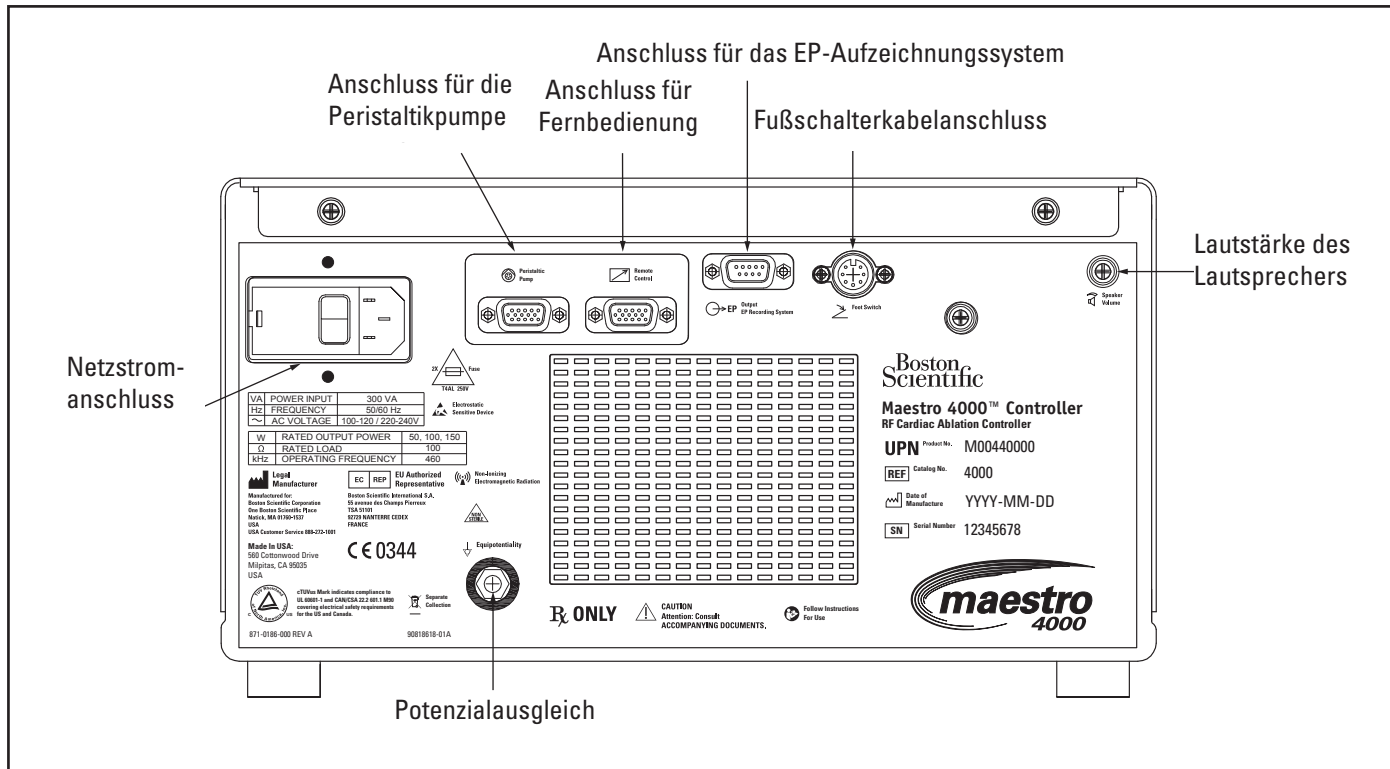 Anschluss für das EP-Aufzeichnungssystem
Anschluss für die
Peristaltikpumpe
Anschluss für
Fernbedienung
Fußschalterkabelanschluss
Lautstärke des
Lautsprechers
Netzstrom-
anschluss
Potenzialausgleich
Peristaltic
Pump
Remote
Control
EP
Output
EP Recording System
Foot Switch
Speaker
Volume
2X Fuse
T4AL 250V
Electrostatic
Sensitive Device
VA POWER INPUT 300 VA
Hz FREQUENCY 50/60 Hz
~ AC VOLTAGE 100-120 / 220-240V
W RATED OUTPUT POWER 50, 100, 150
Ω RATED LOAD 100
kHz OPERATING FREQUENCY 460
Legal
Manufacturer
Manufactured for:
Boston Scientific Corporation
One Boston Scientific Place
Natick, MA 01760-1537
USA
USA Customer Service 888-272-1001
Made In USA:
560 Cottonwood Drive
Milpitas, CA 95035
USA
EC REP EU Authorized
Representative
Boston Scientific International S.A.
55 avenue des Champs Pierreux
TSA 51101
92729 NANTERRE CEDEX
FRANCE
CE 0344
Non-Ionizing
Electromagnetic Radiation
NON
STERILE
Equipotentiality
C US
cTUVus Mark indicates compliance to
UL 60601-1 and CAN/CSA 22.2 601.1 M90
covering electrical safety requirements
for the US and Canada.
Separate
Collection
871-0186-000 REV A
90818618-01A
Rx ONLY
CAUTION
Attention: Consult
ACCOMPANYING DOCUMENTS.
Follow Instructions
For Use
Boston
Scientific
Maestro 4000™ Controller
RF Cardiac Ablation Controller
UPN Product No. M00440000
REF Catalog No. 4000
Date of
Manufacture YYYY-MM-DD
SN Serial Number 12345678
maestro
4000